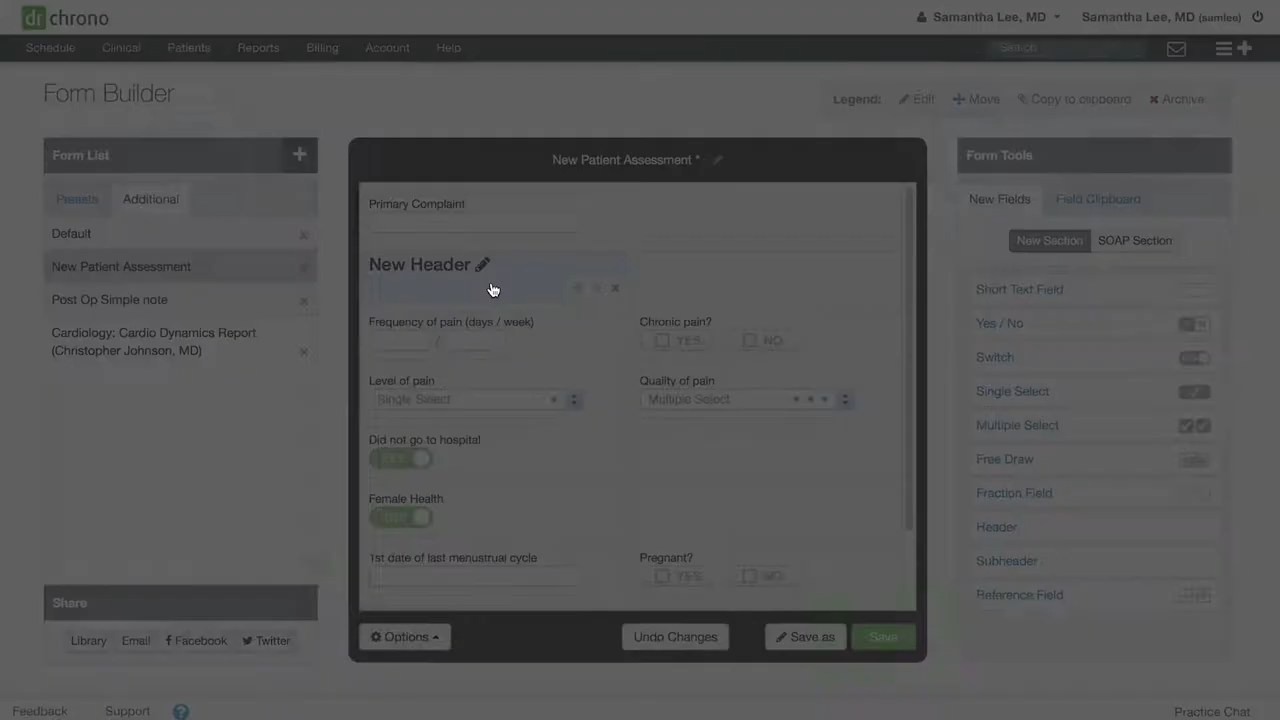 dr chrono
Samantha Lee, MD
Samantha Lee, MD (samlee)
Schedule
Clinical
Patients
Reports
Billing
Account
Help
Search
Form Builder
Legend:
Edit
Move
Copy to clipboard
Archive
Form List
Presets
Additional
Default
New Patient Assessment
Post Op Simple note
Cardiology: Cardio Dynamics Report
(Christopher Johnson, MD)
Share
Library
Email
Facebook
Twitter
New Patient Assessment *
Primary Complaint
New Header
Frequency of pain (days / week)
/
Chronic pain?
YES
NO
Level of pain
Single Select
Quality of pain
Multiple Select
Did not go to hospital
YES
Female Health
1st date of last menstrual cycle
Pregnant?
YES
NO
Options
Undo Changes
Save as
Save
Form Tools
New Fields
Field Clipboard
New Section
SOAP Section
Short Text Field
Yes / No
Switch
Single Select
Multiple Select
Free Draw
Fraction Field
Header
Subheader
Reference Field
Feedback
Support
?
Practice Chat